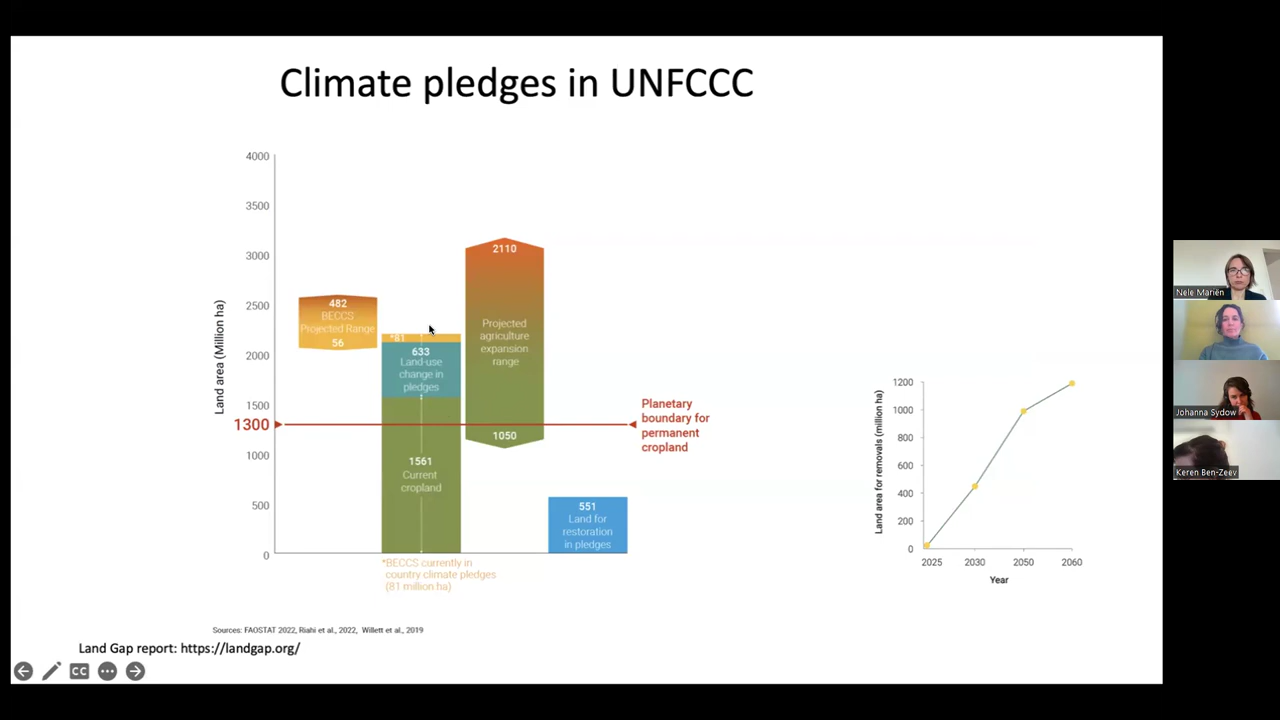 Climate pledges in UNFCCC
Land area (Million ha)
4000
3500
3000
2500
2000
1500
1300
1000
500
0
482
BECCS
Projected Range
56
*81
633
Land-use
change in
pledges
1561
Current
cropland
2110
Projected
agriculture
expansion
range
1050
551
Land for
restoration
in pledges
Planetary
boundary for
permanent
cropland
*BECCS currently in
country climate pledges
(81 million ha)
Sources: FAOSTAT 2022, Riahi et al., 2022, Willett et al., 2019
Land Gap report: https://landgap.org/
CC
Land area for removals (million ha)
1200
1000
800
600
400
200
0
2025 2030 2050 2060
Year
Nele Mariën
Johanna Sydow
Keren Ben-Zeev